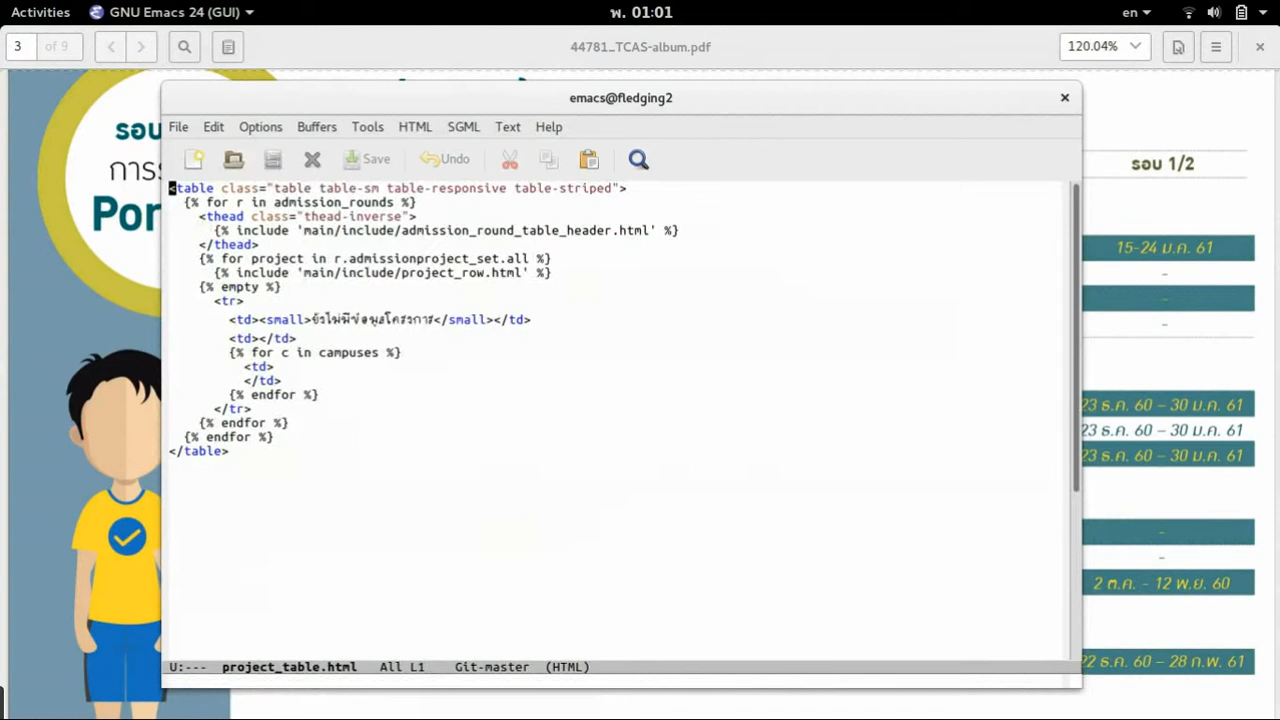 Activities GNU Emacs 24 (GUI) พ. 01:01 en
3 of 9 44781_TCAS-album.pdf 120.04%
emacs@fledging2
File Edit Options Buffers Tools HTML SGML Text Help
Save Undo
<table class="table table-sm table-responsive table-striped">
{% for r in admission_rounds %}
<thead class="thead-inverse">
{% include 'main/include/admission_round_table_header.html' %}
</thead>
{% for project in r.admissionproject_set.all %}
{% include 'main/include/project_row.html' %}
{% empty %}
<tr>
<td><small>ยังไม่มีข้อมูลโครงการ</small></td>
<td></td>
{% for c in campuses %}
<td>
</td>
{% endfor %}
</tr>
{% endfor %}
{% endfor %}
</table>
U:--- project_table.html All L1 Git-master (HTML)
รอบ
การ
Por
รอบ 1/2
15-24 ม.ค. 61
-
-
-
23 ธ.ค. 60 – 30 ม.ค. 61
23 ธ.ค. 60 – 30 ม.ค. 61
23 ธ.ค. 60 – 30 ม.ค. 61
-
-
2 ต.ค. - 12 พ.ย. 60
22 ธ.ค. 60 – 28 ก.พ. 61